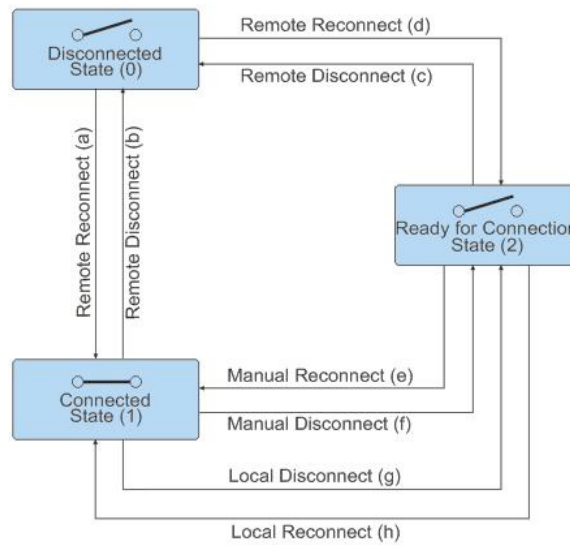 Remote Reconnect (d)
Disconnected
State (0)
Remote Disconnect (c)
Remote Reconnect (a)
Remote Disconnect (b)
Ready for Connection
State (2)
Manual Reconnect (e)
Connected
State (1)
Manual Disconnect (f)
Local Disconnect (g)
Local Reconnect (h)